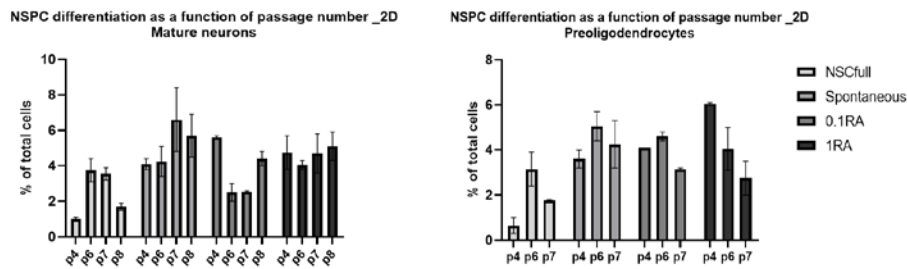 NSPC differentiation as a function of passage number _2D
Mature neurons
% of total cells
10
8
6
4
2
0
p4 p6 p7 p8 p4 p6 p7 p8 p4 p6 p7 p8 p4 p6 p7 p8
NSPC differentiation as a function of passage number _2D
Preoligodendrocytes
% of total cells
8
6
4
2
0
p4 p6 p7 p4 p6 p7 p4 p6 p7 p4 p6 p7
NSCfull
Spontaneous
0.1RA
1RA